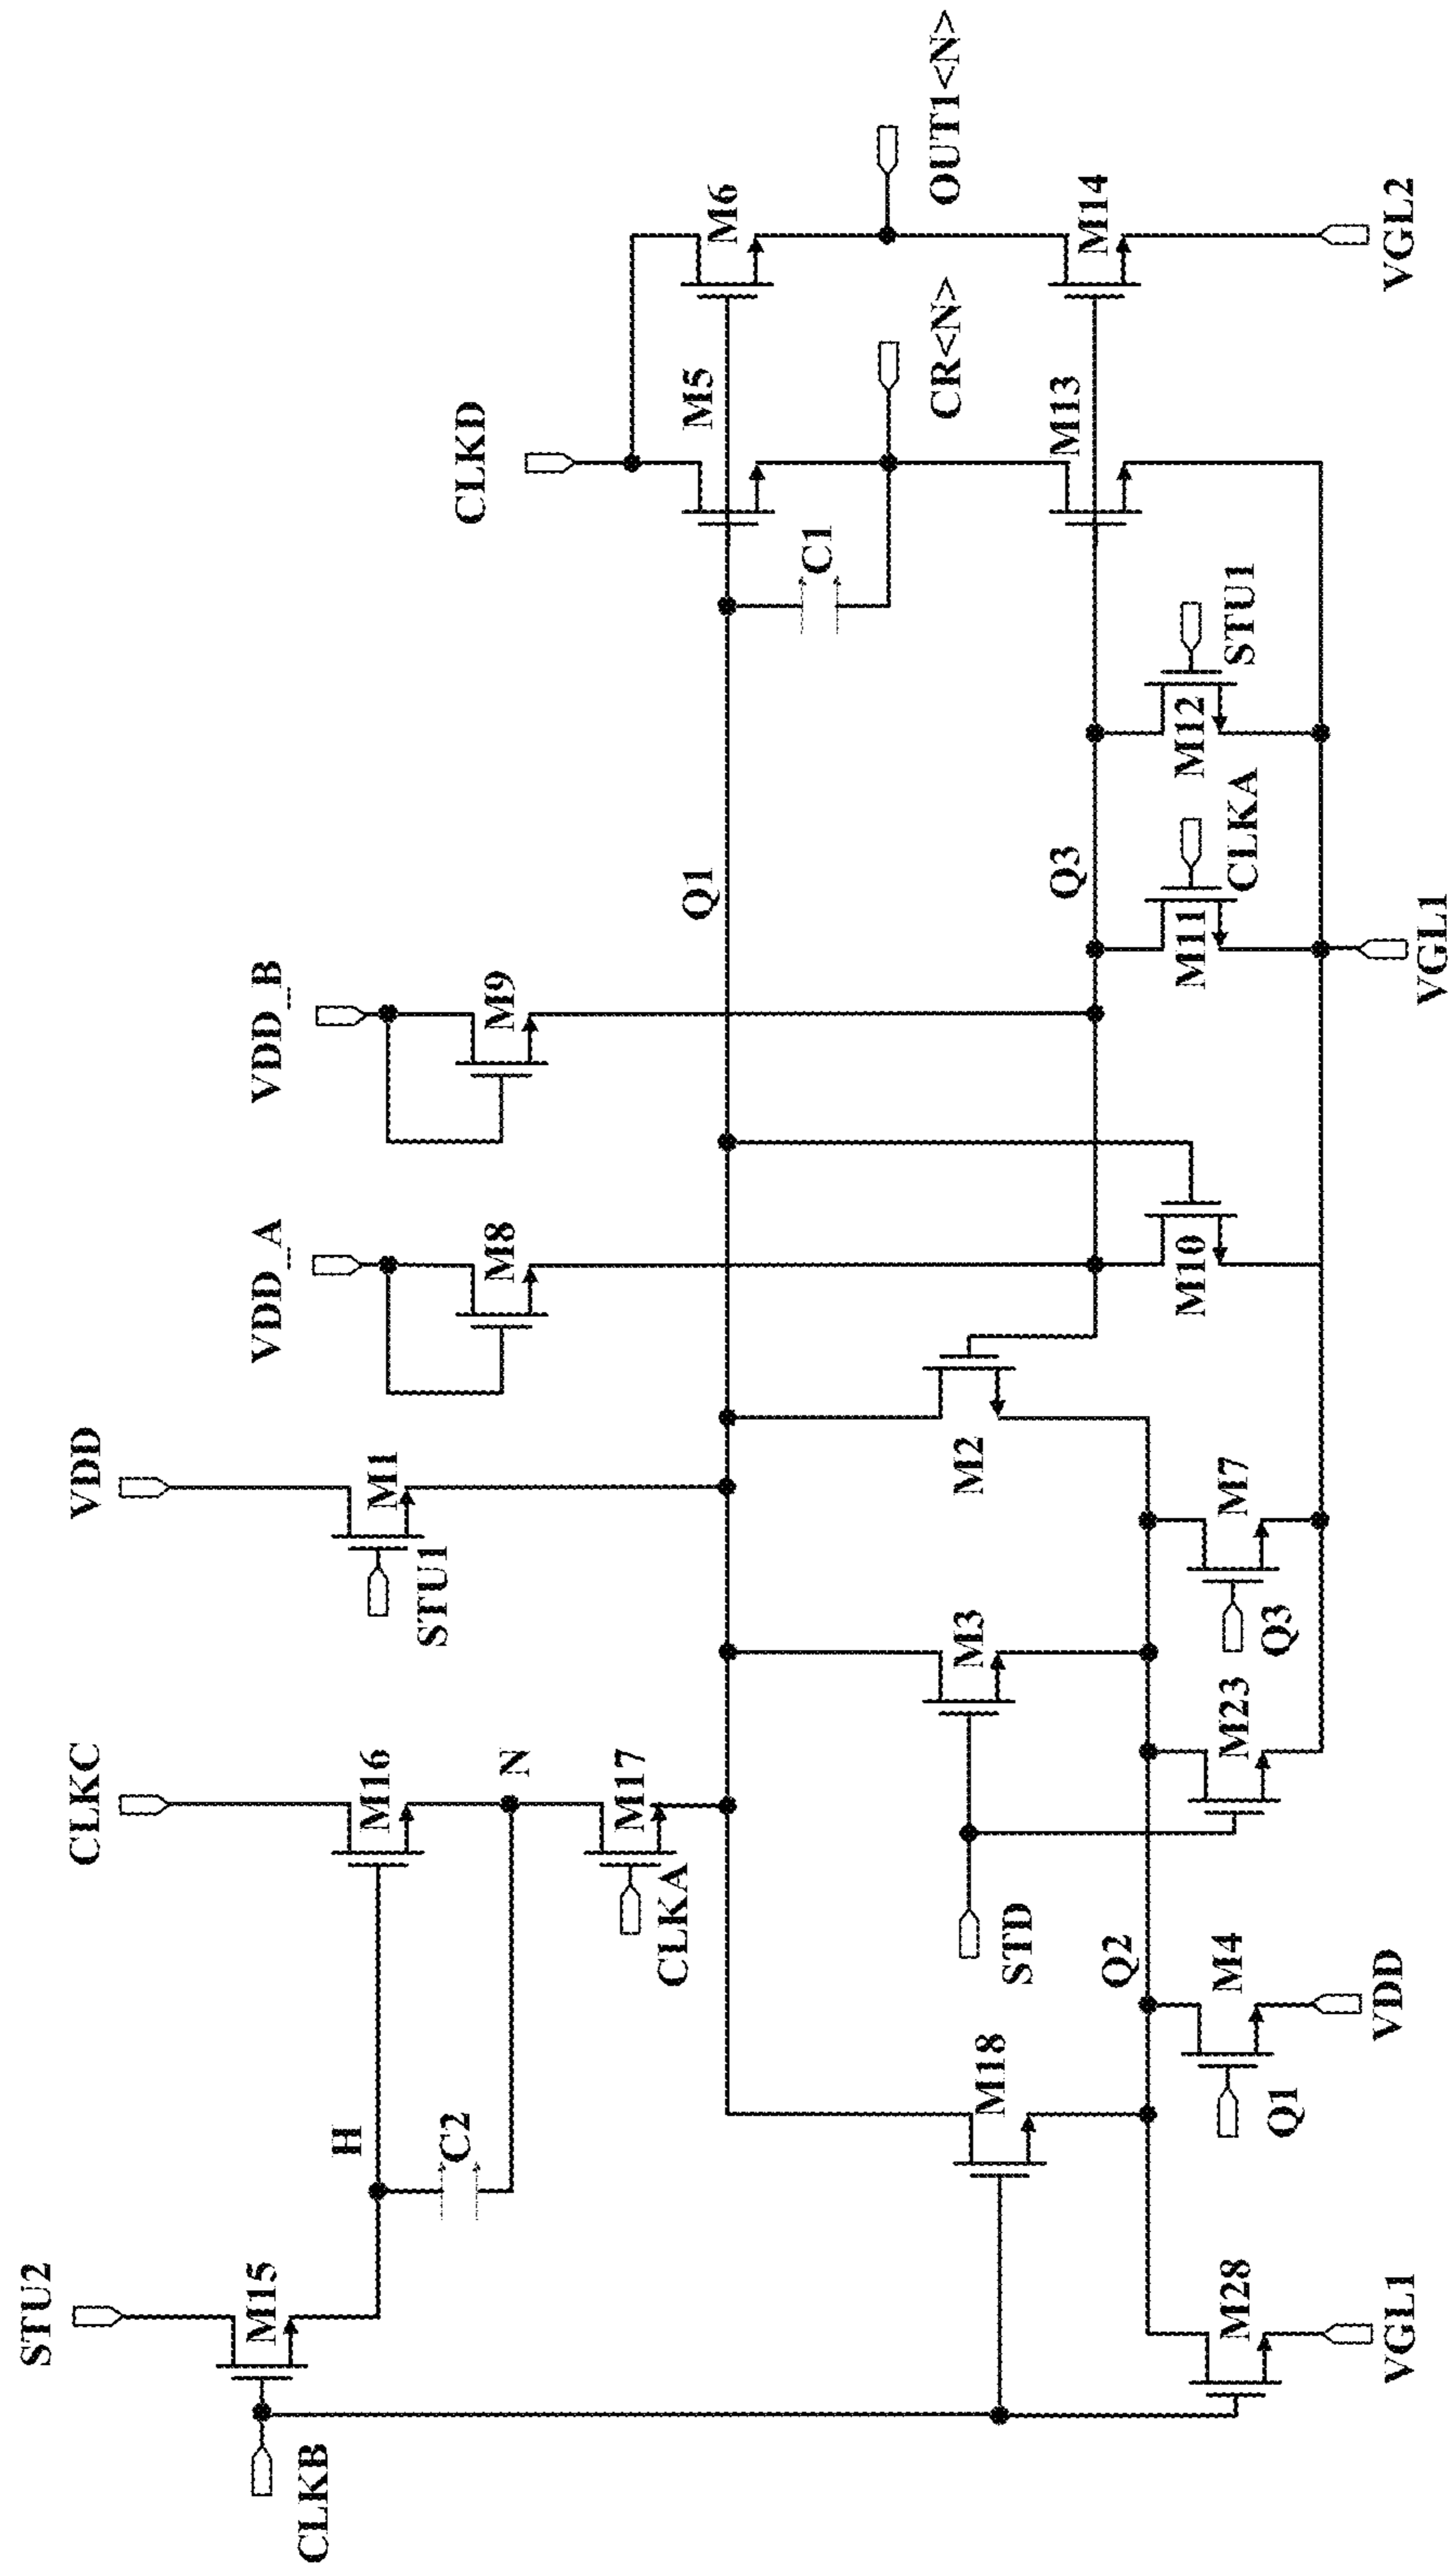 STU2
CLKB
M15
H
C2
CLKC
M16
N
M17
CLKA
VDD
M1
STU1
VDD_A
M8
VDD_B
M9
Q1
CLKD
M5
M6
C1
CR<N>
OUT1<N>
M18
STD
M3
M2
Q3
M13
M14
Q2
M28
VGL1
M4
Q1
VDD
M23
M7
Q3
M10
M11
CLKA
M12
STU1
VGL1
VGL2